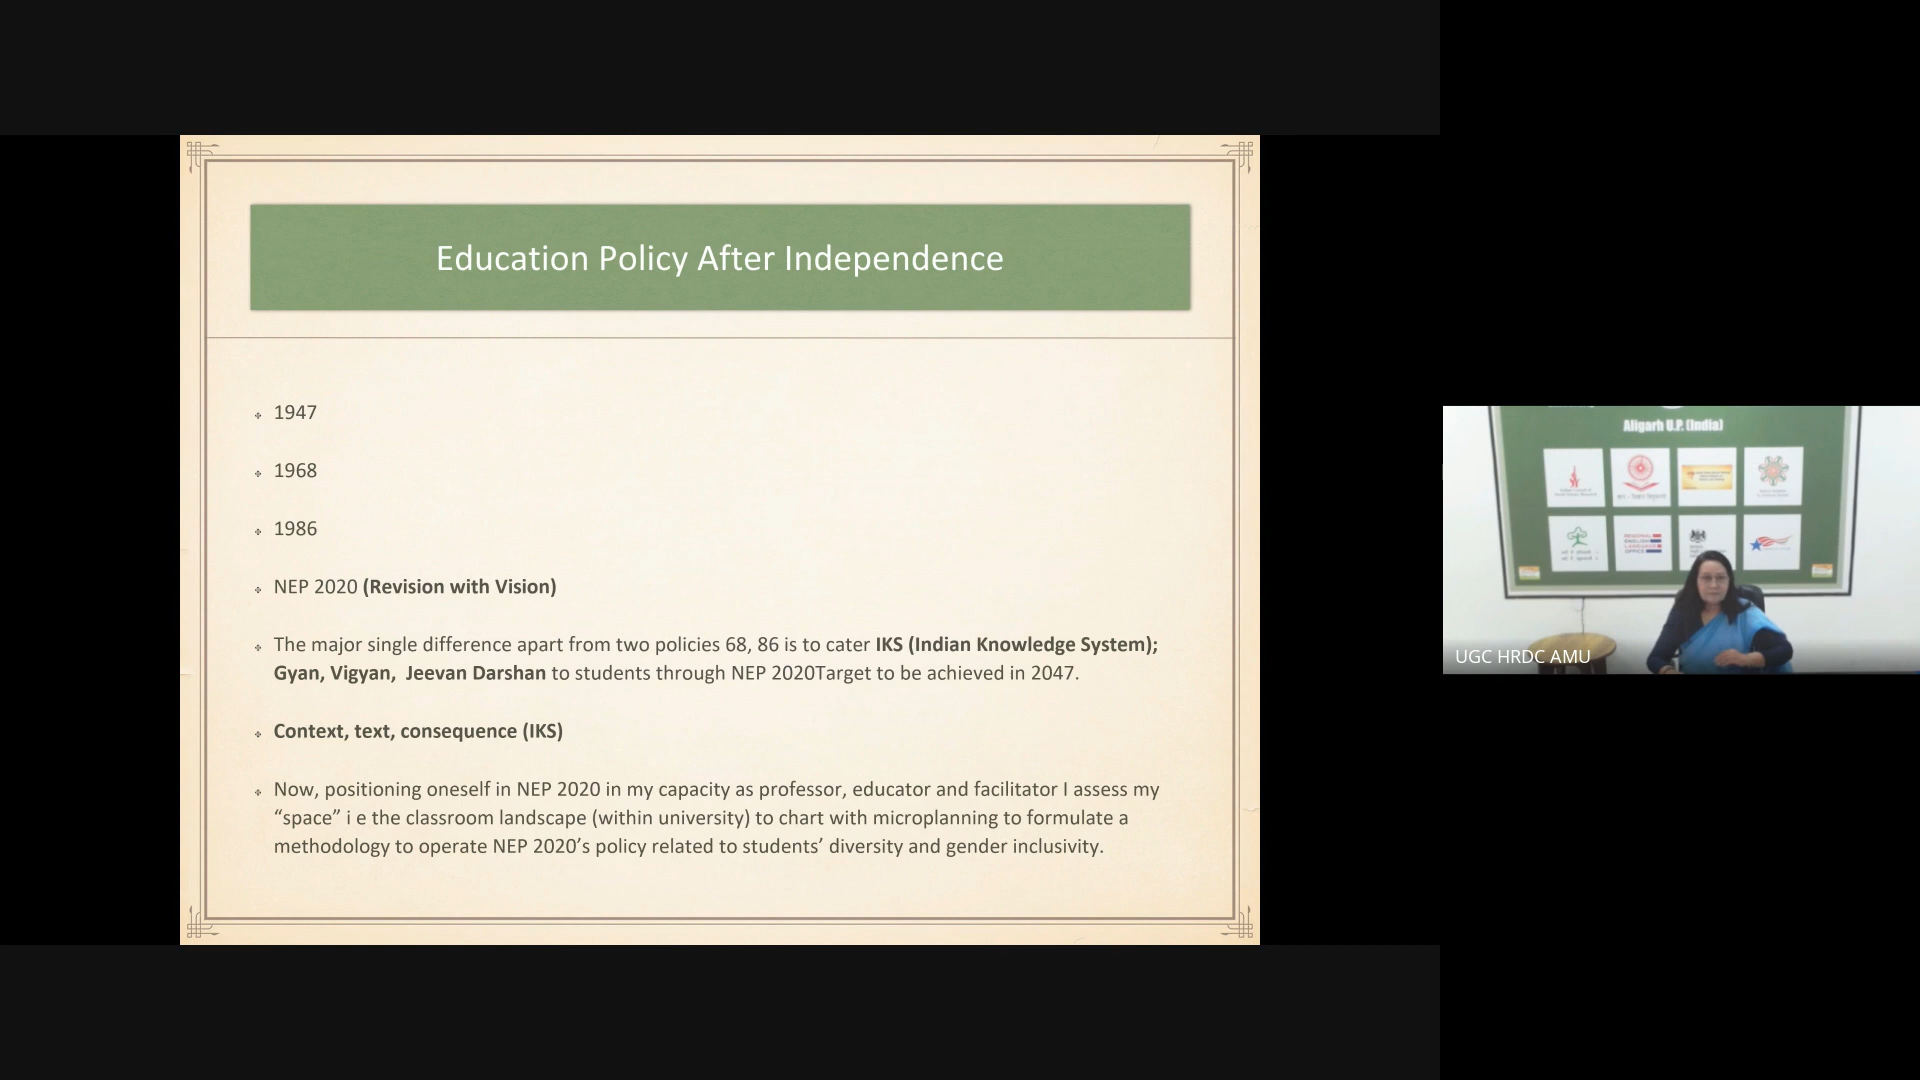 Education Policy After Independence
1947
1968
1986
NEP 2020 (Revision with Vision)
The major single difference apart from two policies 68, 86 is to cater IKS (Indian Knowledge System);
Gyan, Vigyan, Jeevan Darshan to students through NEP 2020Target to be achieved in 2047.
Context, text, consequence (IKS)
Now, positioning oneself in NEP 2020 in my capacity as professor, educator and facilitator I assess my
“space” i e the classroom landscape (within university) to chart with microplanning to formulate a
methodology to operate NEP 2020’s policy related to students’ diversity and gender inclusivity.
Aligarh U.P. (India)
REGIONAL
ENGLISH
LANGUAGE
OFFICE
UGC HRDC AMU